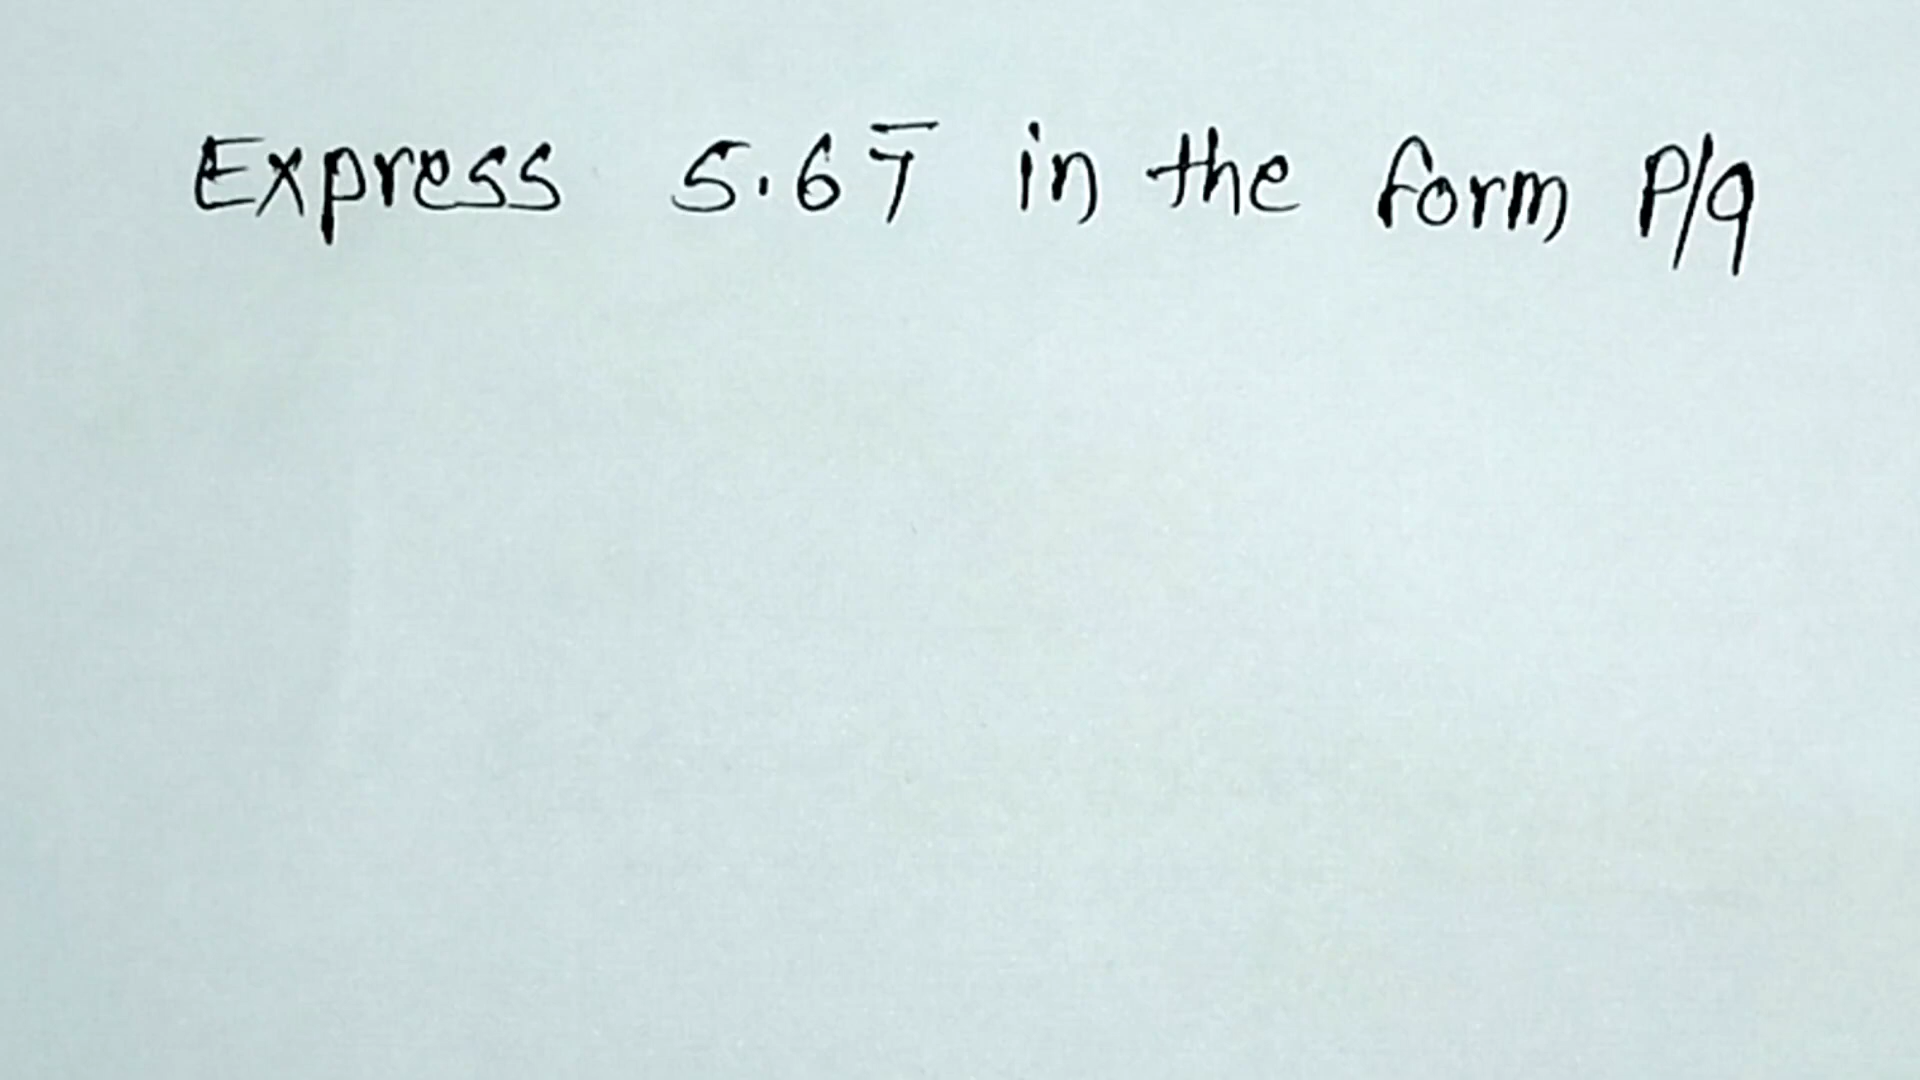 Express 5.67̅ in the form P/q